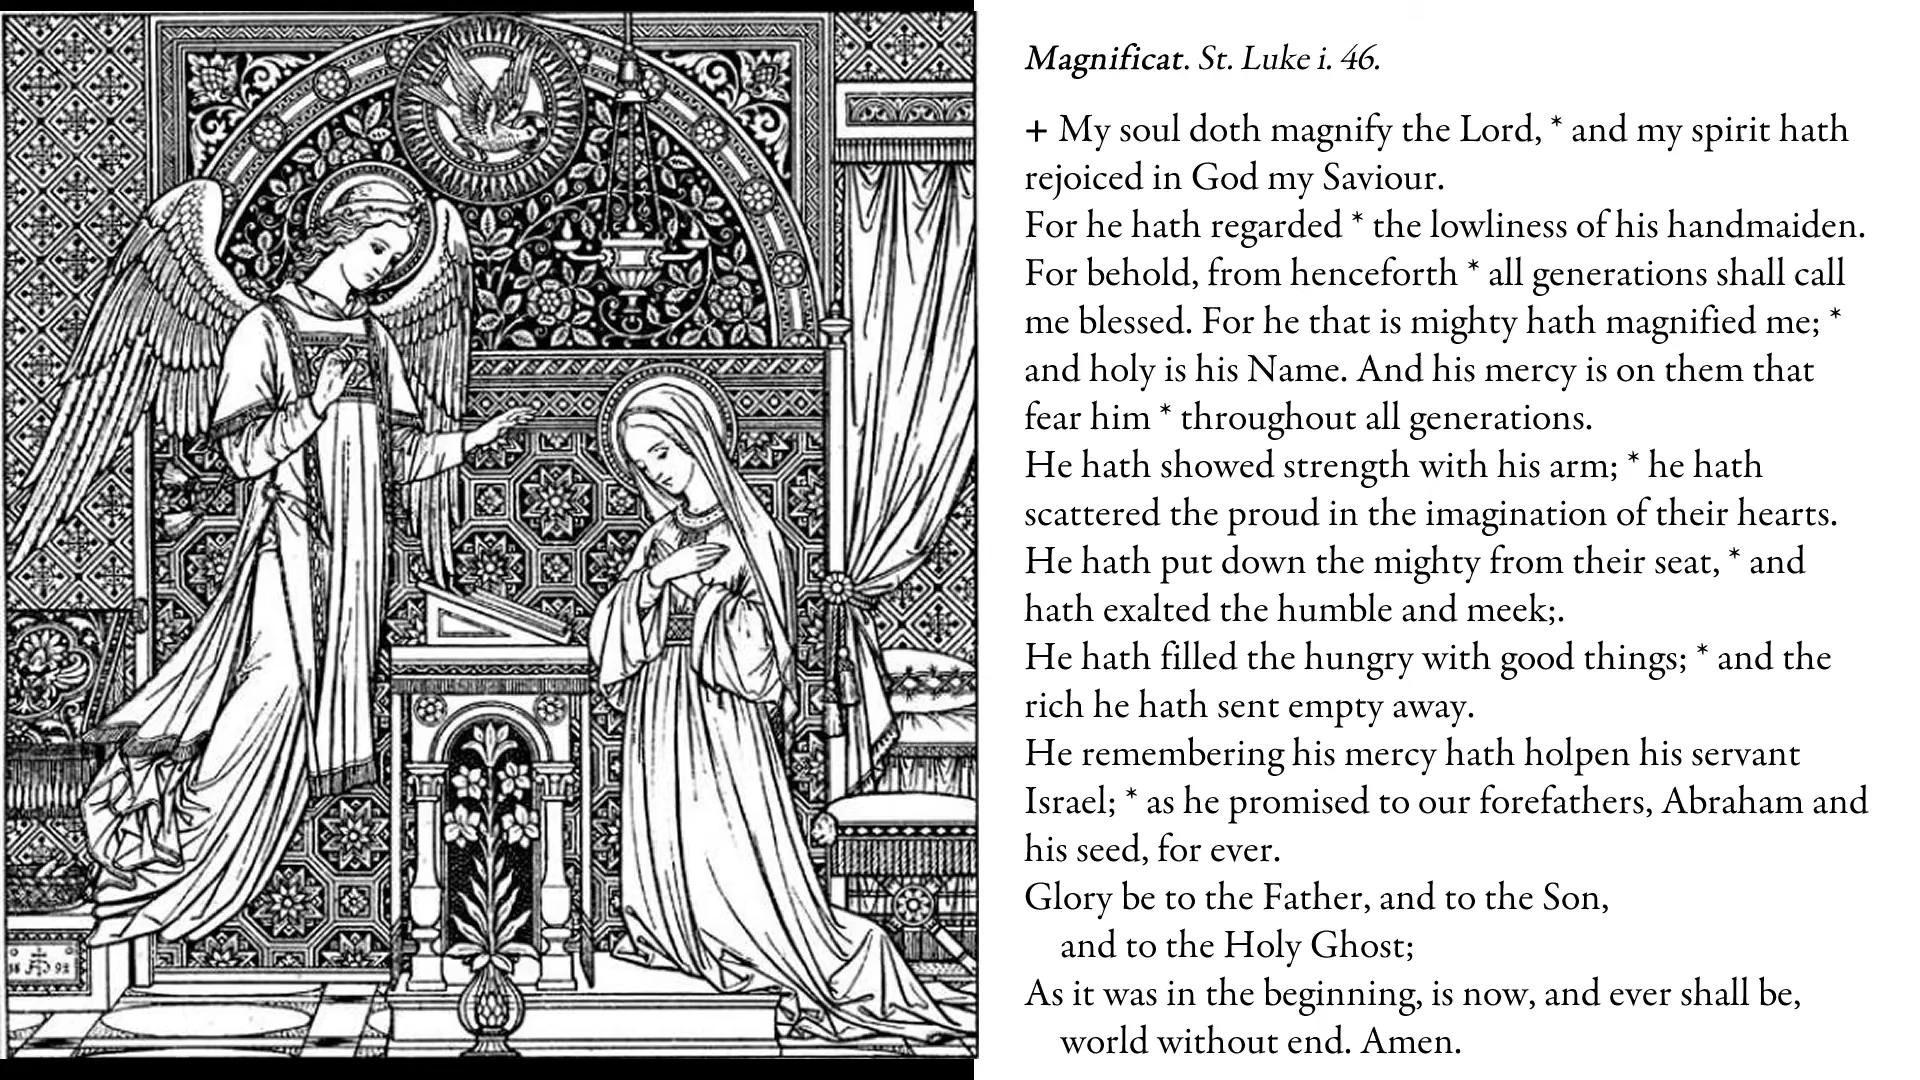 Magnificat. St. Luke i. 46.
+ My soul doth magnify the Lord, * and my spirit hath
rejoiced in God my Saviour.
For he hath regarded * the lowliness of his handmaiden.
For behold, from henceforth * all generations shall call
me blessed. For he that is mighty hath magnified me; *
and holy is his Name. And his mercy is on them that
fear him * throughout all generations.
He hath showed strength with his arm; * he hath
scattered the proud in the imagination of their hearts.
He hath put down the mighty from their seat, * and
hath exalted the humble and meek;.
He hath filled the hungry with good things; * and the
rich he hath sent empty away.
He remembering his mercy hath holpen his servant
Israel; * as he promised to our forefathers, Abraham and
his seed, for ever.
Glory be to the Father, and to the Son,
and to the Holy Ghost;
As it was in the beginning, is now, and ever shall be,
world without end. Amen.